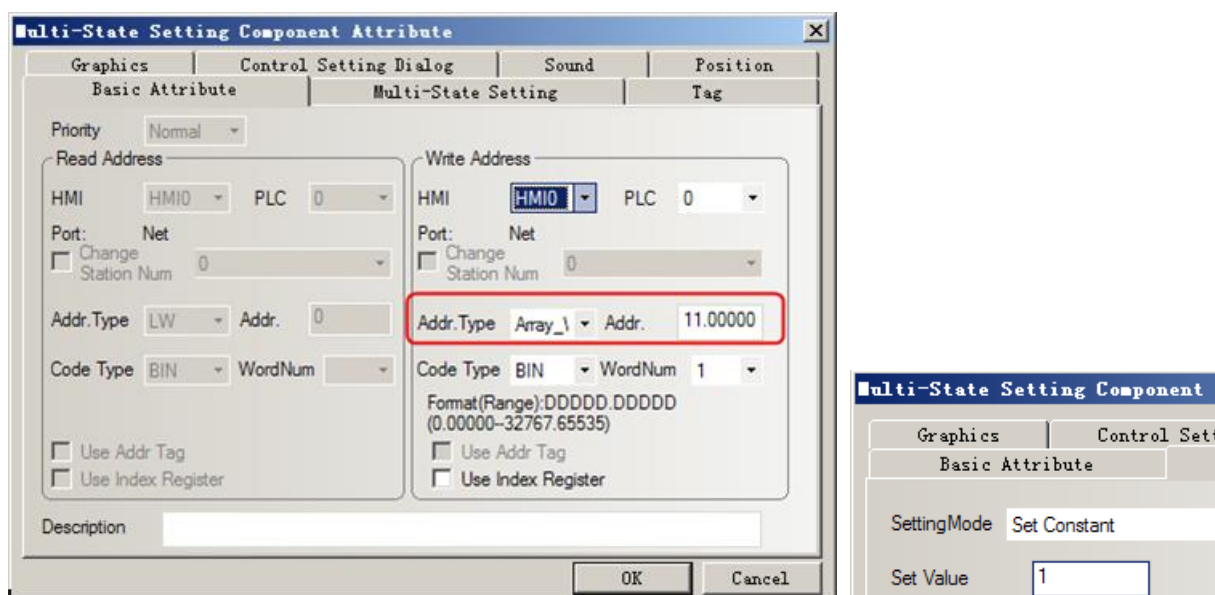 Multi-State Setting Component Attribute
Graphics Control Setting Dialog Sound Position
Basic Attribute Multi-State Setting Tag
Priority Normal
Read Address
HMI HMI0 PLC 0
Port: Net
Change Station Num 0
Addr.Type LW Addr. 0
Code Type BIN WordNum
Use Addr Tag
Use Index Register
Write Address
HMI HMI0 PLC 0
Port: Net
Change Station Num 0
Addr.Type Array_\ Addr. 11.00000
Code Type BIN WordNum 1
Format(Range):DDDDD.DDDDD
(0.00000--32767.65535)
Use Addr Tag
Use Index Register
Description
OK Cancel
Multi-State Setting Component
Graphics Control Set
Basic Attribute
SettingMode Set Constant
Set Value 1